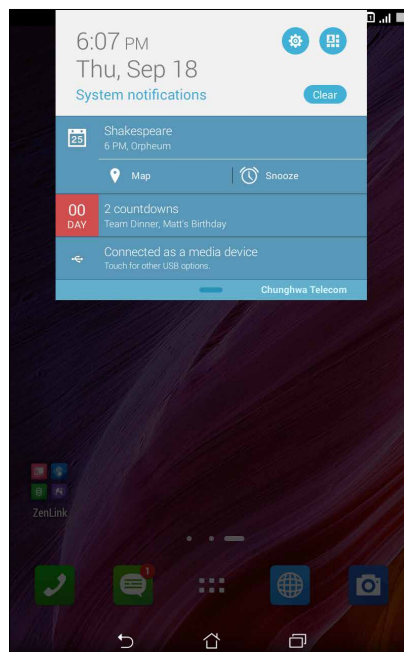 1
6:07 PM
Thu, Sep 18
System notifications
Clear
25
Shakespeare
6 PM, Orpheum
Map
Snooze
00
DAY
2 countdowns
Team Dinner, Matt's Birthday
Connected as a media device
Touch for other USB options.
Chunghwa Telecom
ZenLink
1